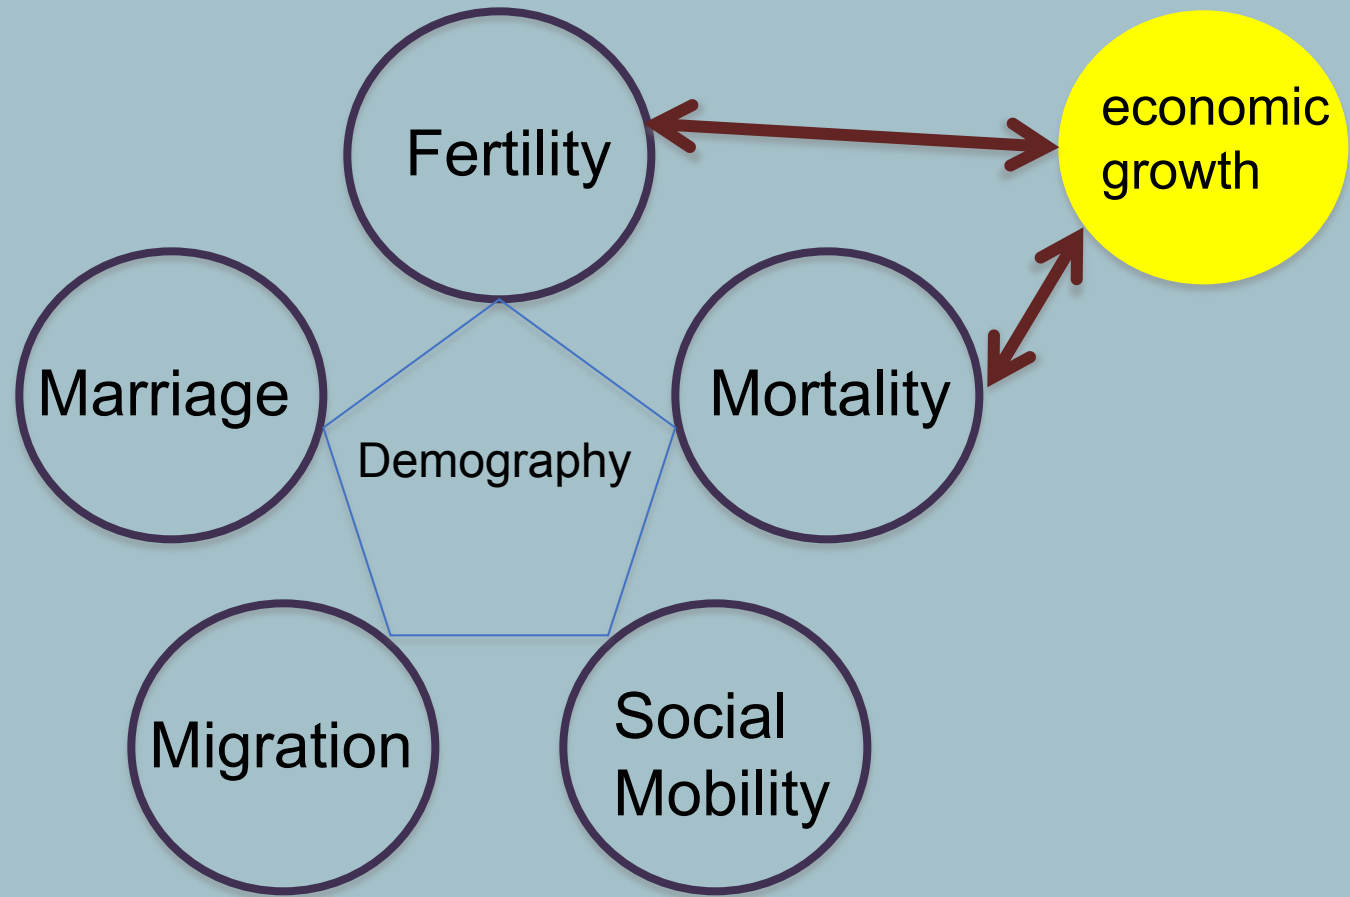 Fertility
economic
growth
Marriage
Mortality
Demography
Migration
Social
Mobility